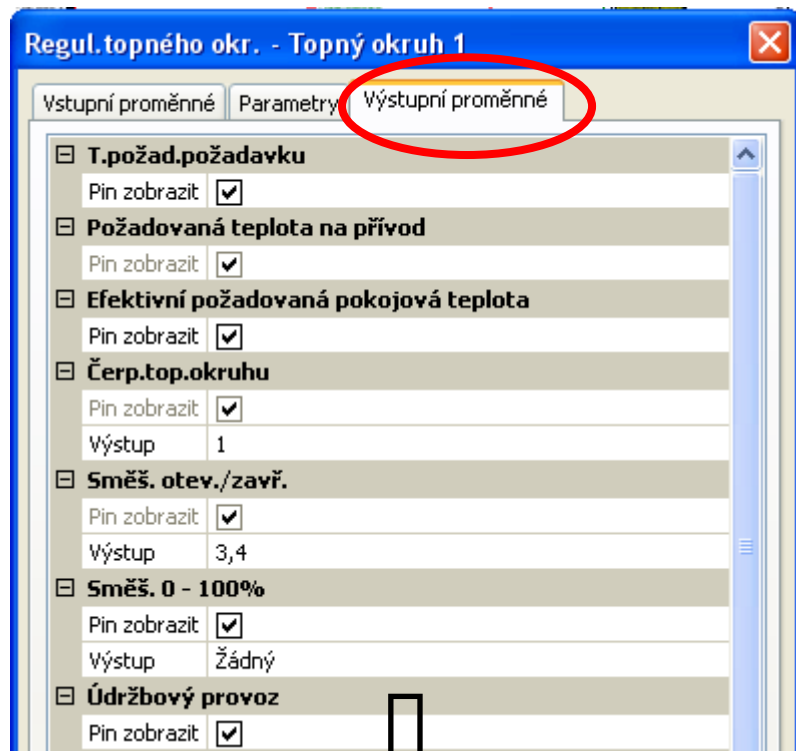 Regul.topného okr. - Topný okruh 1
Vstupní proměnné Parametry Výstupní proměnné
T.požad.požadavku
Pin zobrazit
Požadovaná teplota na přívod
Pin zobrazit
Efektivní požadovaná pokojová teplota
Pin zobrazit
Čerp.top.okruhu
Pin zobrazit
Výstup 1
Směš. otev./zavř.
Pin zobrazit
Výstup 3,4
Směš. 0 - 100%
Pin zobrazit
Výstup Žádný
Údržbový provoz
Pin zobrazit